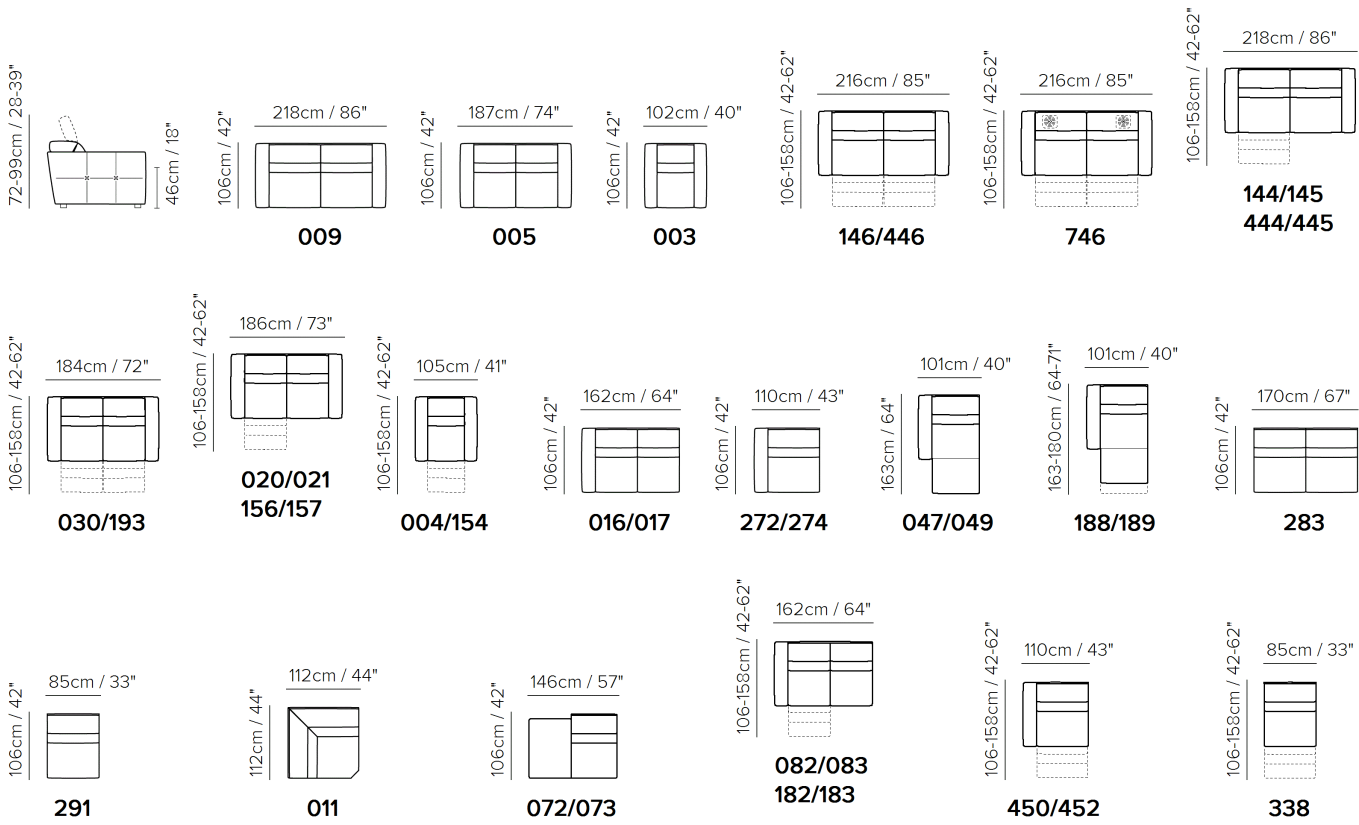 72-99cm / 28-39"
46cm / 18"
106cm / 42"
218cm / 86"
009
106cm / 42"
187cm / 74"
005
106cm / 42"
102cm / 40"
003
106-158cm / 42-62"
216cm / 85"
146/446
106-158cm / 42-62"
216cm / 85"
746
106-158cm / 42-62"
218cm / 86"
144/145
444/445
106-158cm / 42-62"
184cm / 72"
030/193
106-158cm / 42-62"
186cm / 73"
020/021
156/157
106-158cm / 42-62"
105cm / 41"
004/154
106cm / 42"
162cm / 64"
016/017
106cm / 42"
110cm / 43"
272/274
163cm / 64"
101cm / 40"
047/049
163-180cm / 64-71"
101cm / 40"
188/189
106cm / 42"
170cm / 67"
283
106cm / 42"
85cm / 33"
291
112cm / 44"
112cm / 44"
011
106cm / 42"
146cm / 57"
072/073
106-158cm / 42-62"
162cm / 64"
082/083
182/183
106-158cm / 42-62"
110cm / 43"
450/452
106-158cm / 42-62"
85cm / 33"
338